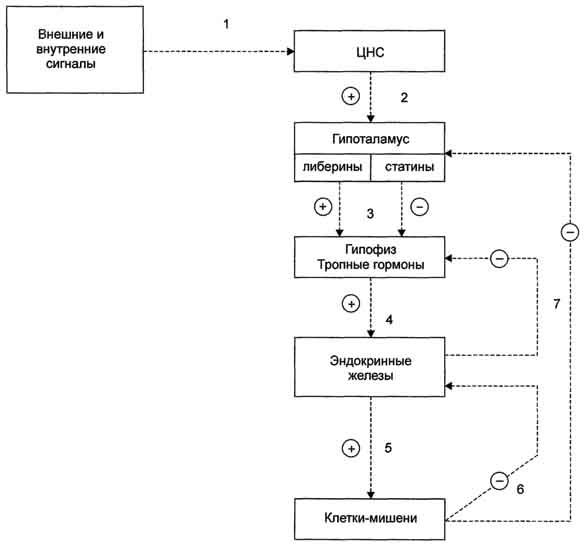 Внешние и
внутренние
сигналы
1
ЦНС
+
2
Гипоталамус
либерины
статины
+
3
−
−
Гипофиз
Тропные гормоны
−
+
4
7
Эндокринные
железы
+
5
−
6
Клетки-мишени